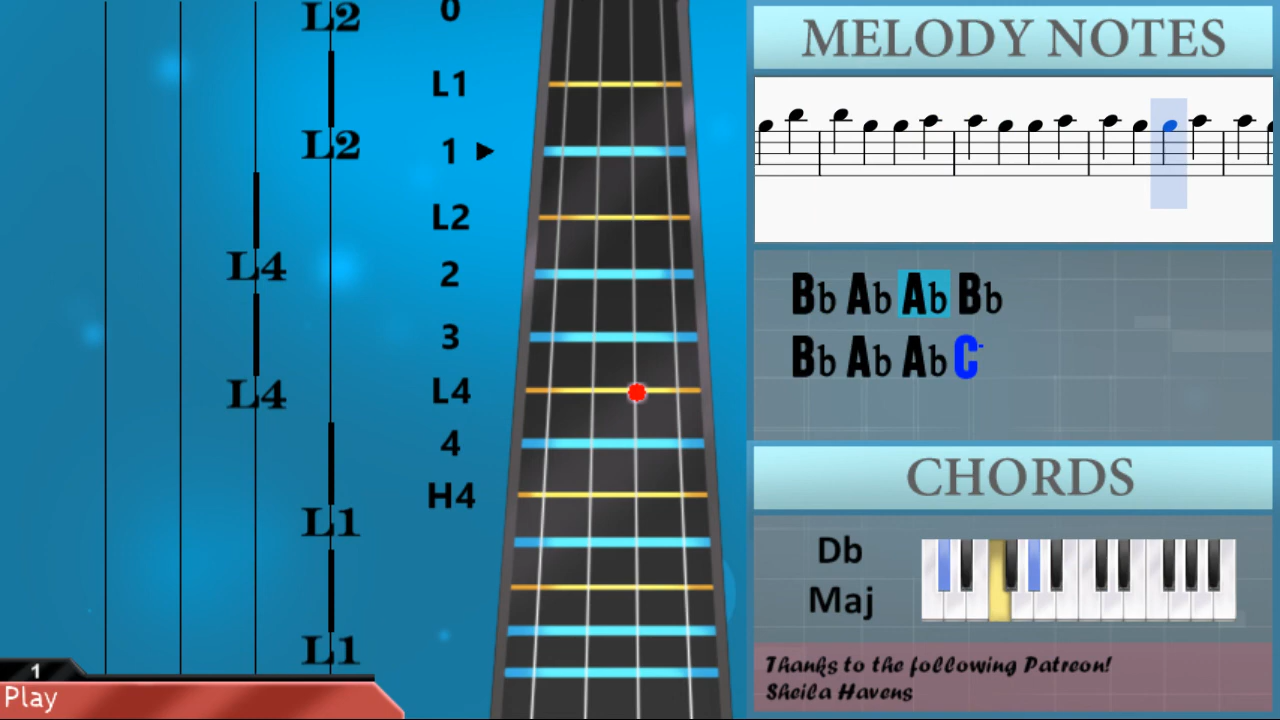 L2
L2
L4
L4
L1
L1
1
Play
0
L1
1
L2
2
3
L4
4
H4
MELODY NOTES
Bb Ab Ab Bb
Bb Ab Ab C-
CHORDS
Db
Maj
Thanks to the following Patreon!
Sheila Havens